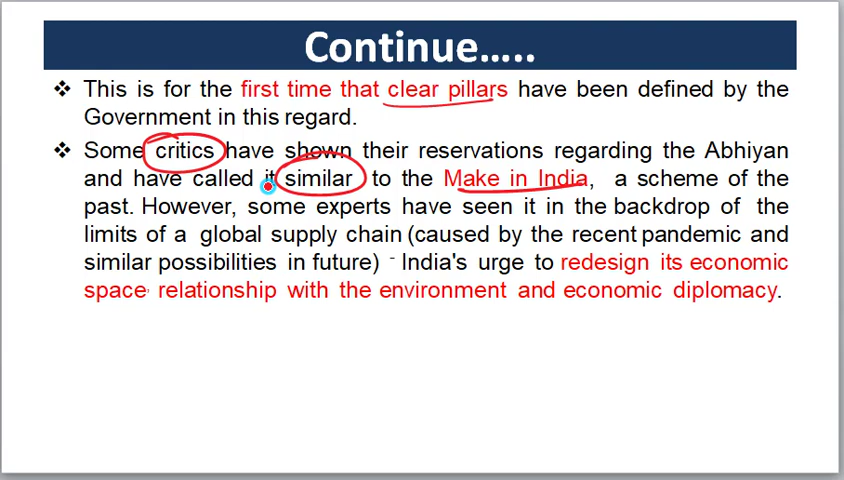 Continue…..
❖ This is for the first time that clear pillars have been defined by the
Government in this regard.
❖ Some critics have shown their reservations regarding the Abhiyan
and have called it similar to the Make in India, a scheme of the
past. However, some experts have seen it in the backdrop of the
limits of a global supply chain (caused by the recent pandemic and
similar possibilities in future) - India's urge to redesign its economic
space, relationship with the environment and economic diplomacy.